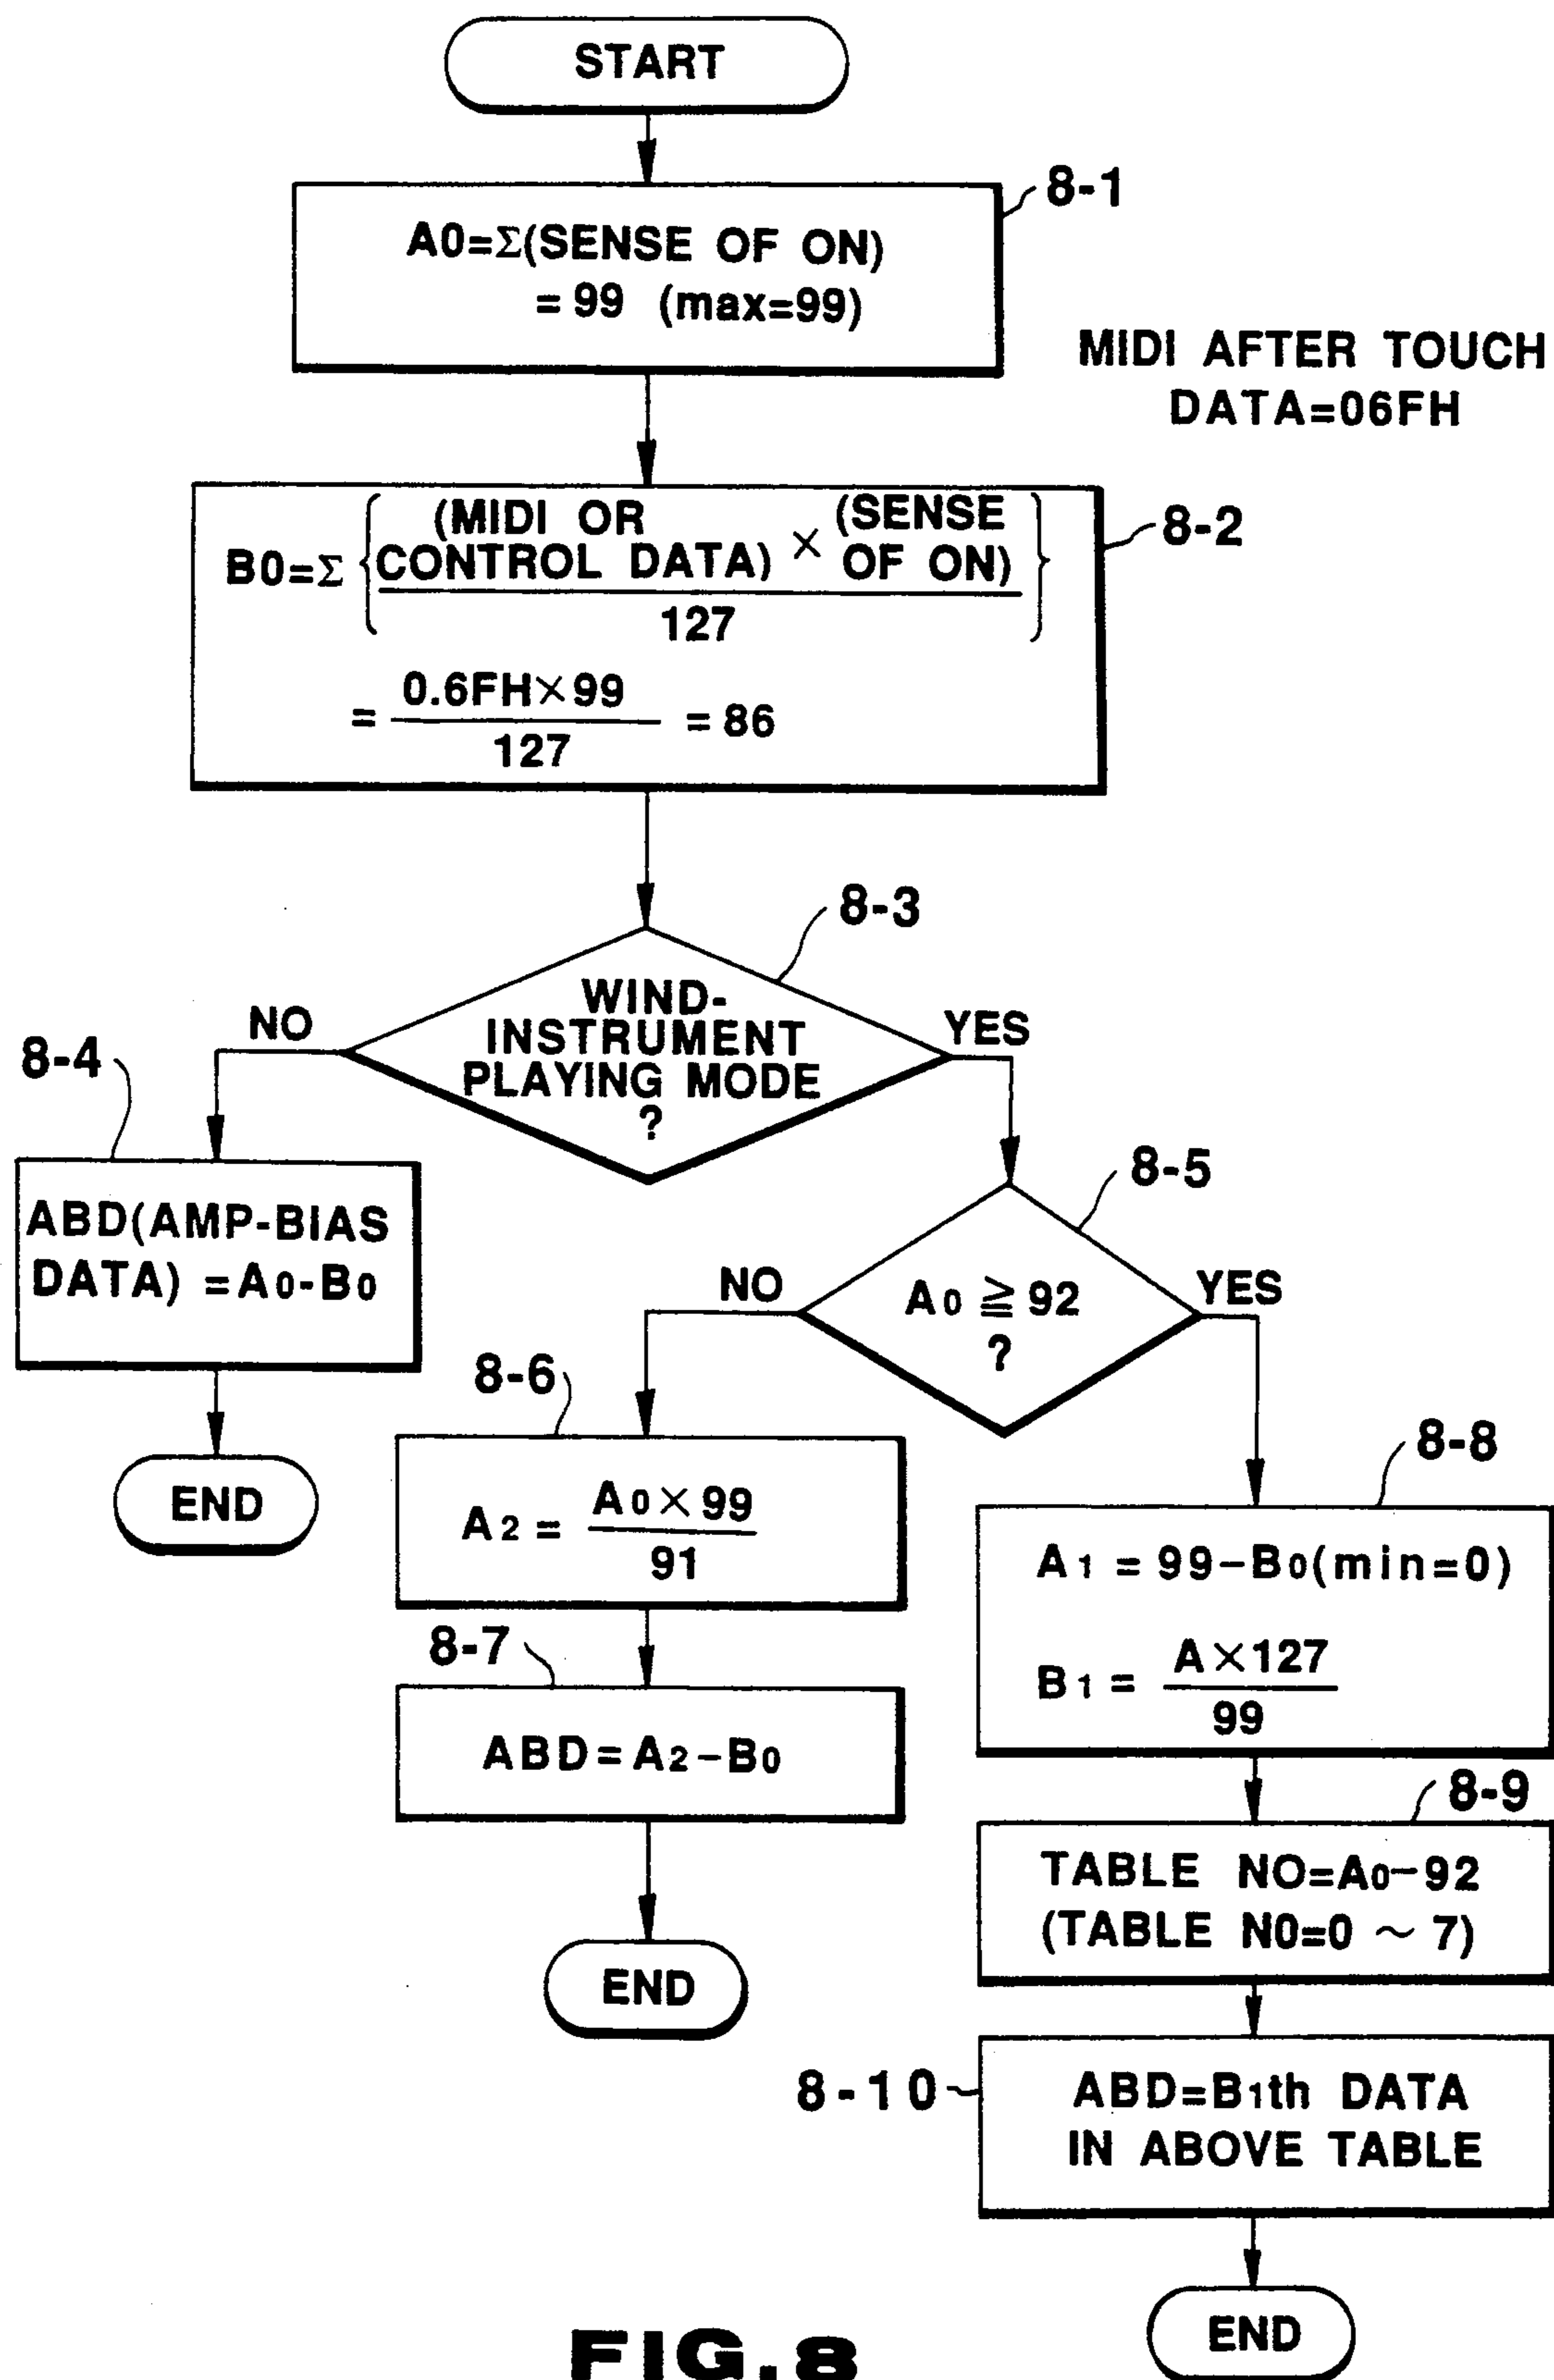 START
8-1
A0=Σ(SENSE OF ON)
= 99 (max=99)
MIDI AFTER TOUCH
DATA=06FH
8-2
(MIDI OR (SENSE
B0=Σ { CONTROL DATA) × OF ON) }
127
= 0.6FH×99 = 86
127
8-3
WIND-
INSTRUMENT
PLAYING MODE
?
NO
YES
8-4
ABD(AMP-BIAS
DATA) =A0-B0
END
8-5
A0 ≧ 92
?
NO
YES
8-6
A2 = A0 × 99
91
8-7
ABD=A2-B0
END
8-8
A1 = 99-B0(min=0)
B1 = A×127
99
8-9
TABLE NO=A0-92
(TABLE N0=0 ~ 7)
8-10
ABD=B1th DATA
IN ABOVE TABLE
END
FIG.8